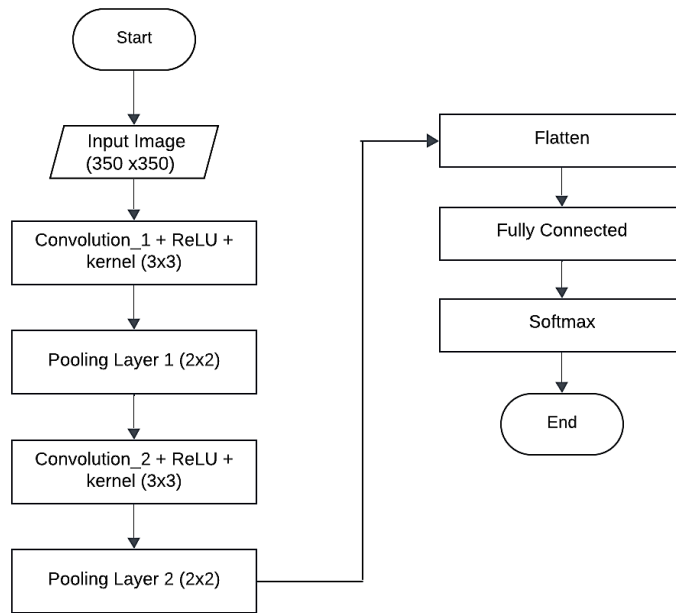 Start
Input Image
(350 x350)
Convolution_1 + ReLU +
kernel (3x3)
Pooling Layer 1 (2x2)
Convolution_2 + ReLU +
kernel (3x3)
Pooling Layer 2 (2x2)
Flatten
Fully Connected
Softmax
End